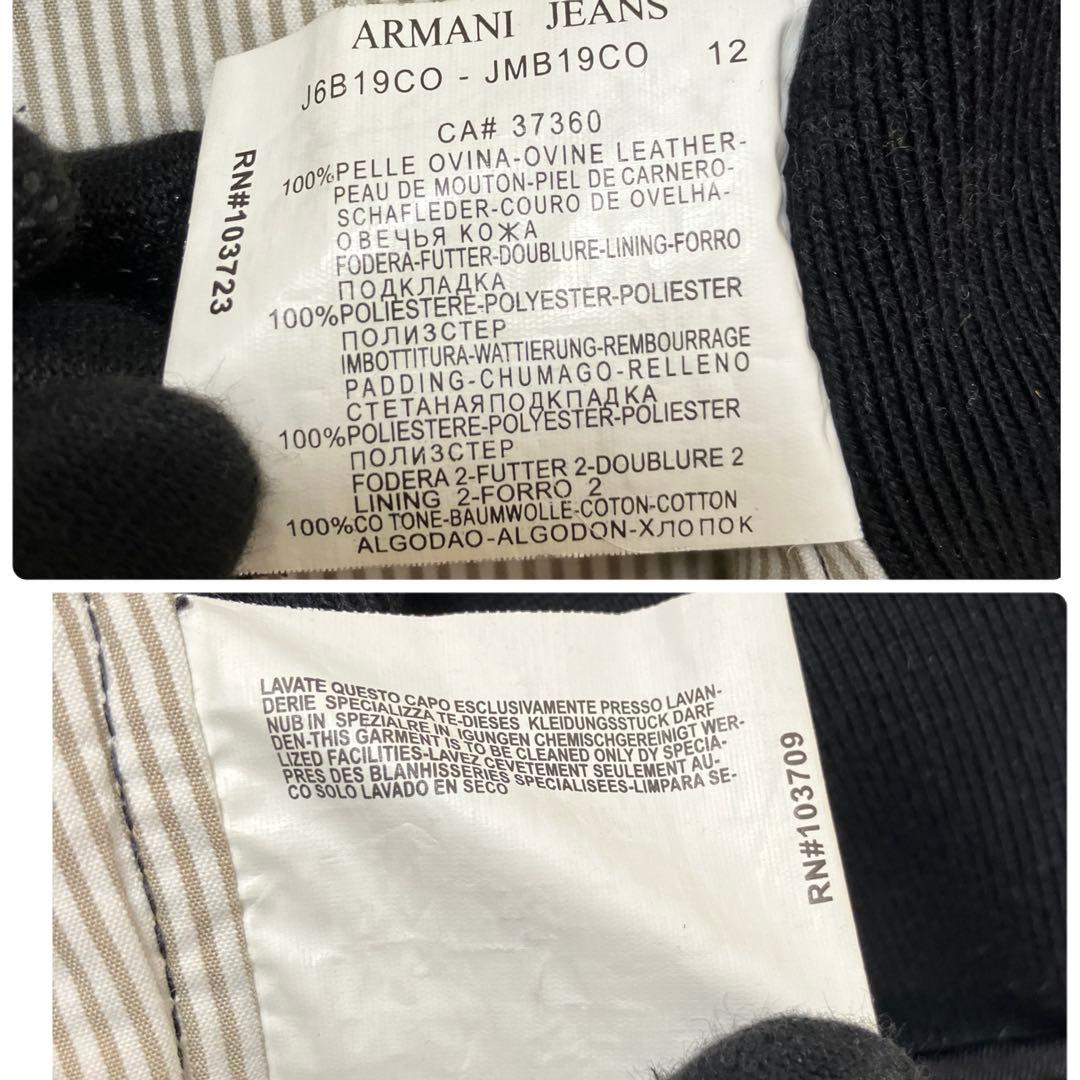 ARMANI JEANS
J6B19CO - JMB19CO 12
CA# 37360
100%PELLE OVINA-OVINE LEATHER-
PEAU DE MOUTON-PIEL DE CARNERO-
SCHAFLEDER-COURO DE OVELHA-
ОВЕЧЬЯ КОЖА
FODERA-FUTTER-DOUBLURE-LINING-FORRO
ПОДКЛАДКА
100%POLIESTERE-POLYESTER-POLIESTER
ПОЛИЗСТЕР
IMBOTTITURA-WATTIERUNG-REMBOURRAGE
PADDING-CHUMAGO-RELLENO
СТЕТАНАЯПОДКПАДКА
100%POLIESTERE-POLYESTER-POLIESTER
ПОЛИЗСТЕР
FODERA 2-FUTTER 2-DOUBLURE 2
LINING 2-FORRO 2
100%CO TONE-BAUMWOLLE-COTON-COTTON
ALGODAO-ALGODON-ХЛОПОК
RN#103723
LAVATE QUESTO CAPO ESCLUSIVAMENTE PRESSO LAVAN-
DERIE SPECIALIZZA TE-DIESES KLEIDUNGSSTUCK DARF
NUB IN SPEZIALRE IN IGUNGEN CHEMISCHGEREINIGT WER-
DEN-THIS GARMENT IS TO BE CLEANED ONLY DY SPECIA-
LIZED FACILITIES-LAVEZ CEVETEMENT SEULEMENT AU-
PRES DES BLANHISSERIES SPECIALISEES-LIMPARA SE-
CO SOLO LAVADO EN SECO
RN#103709